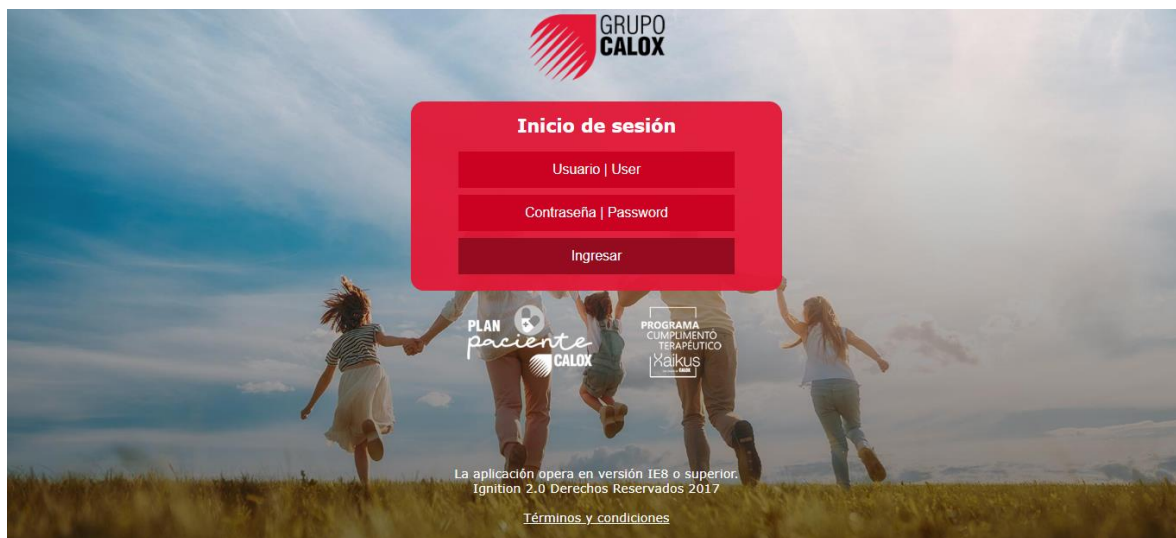 GRUPO
CALOX
Inicio de sesión
Usuario | User
Contraseña | Password
Ingresar
PLAN
paciente
CALOX
PROGRAMA
CUMPLIMENTO
TERAPÉUTICO
Xaikus
La aplicación opera en versión IE8 o superior.
Ignition 2.0 Derechos Reservados 2017
Términos y condiciones